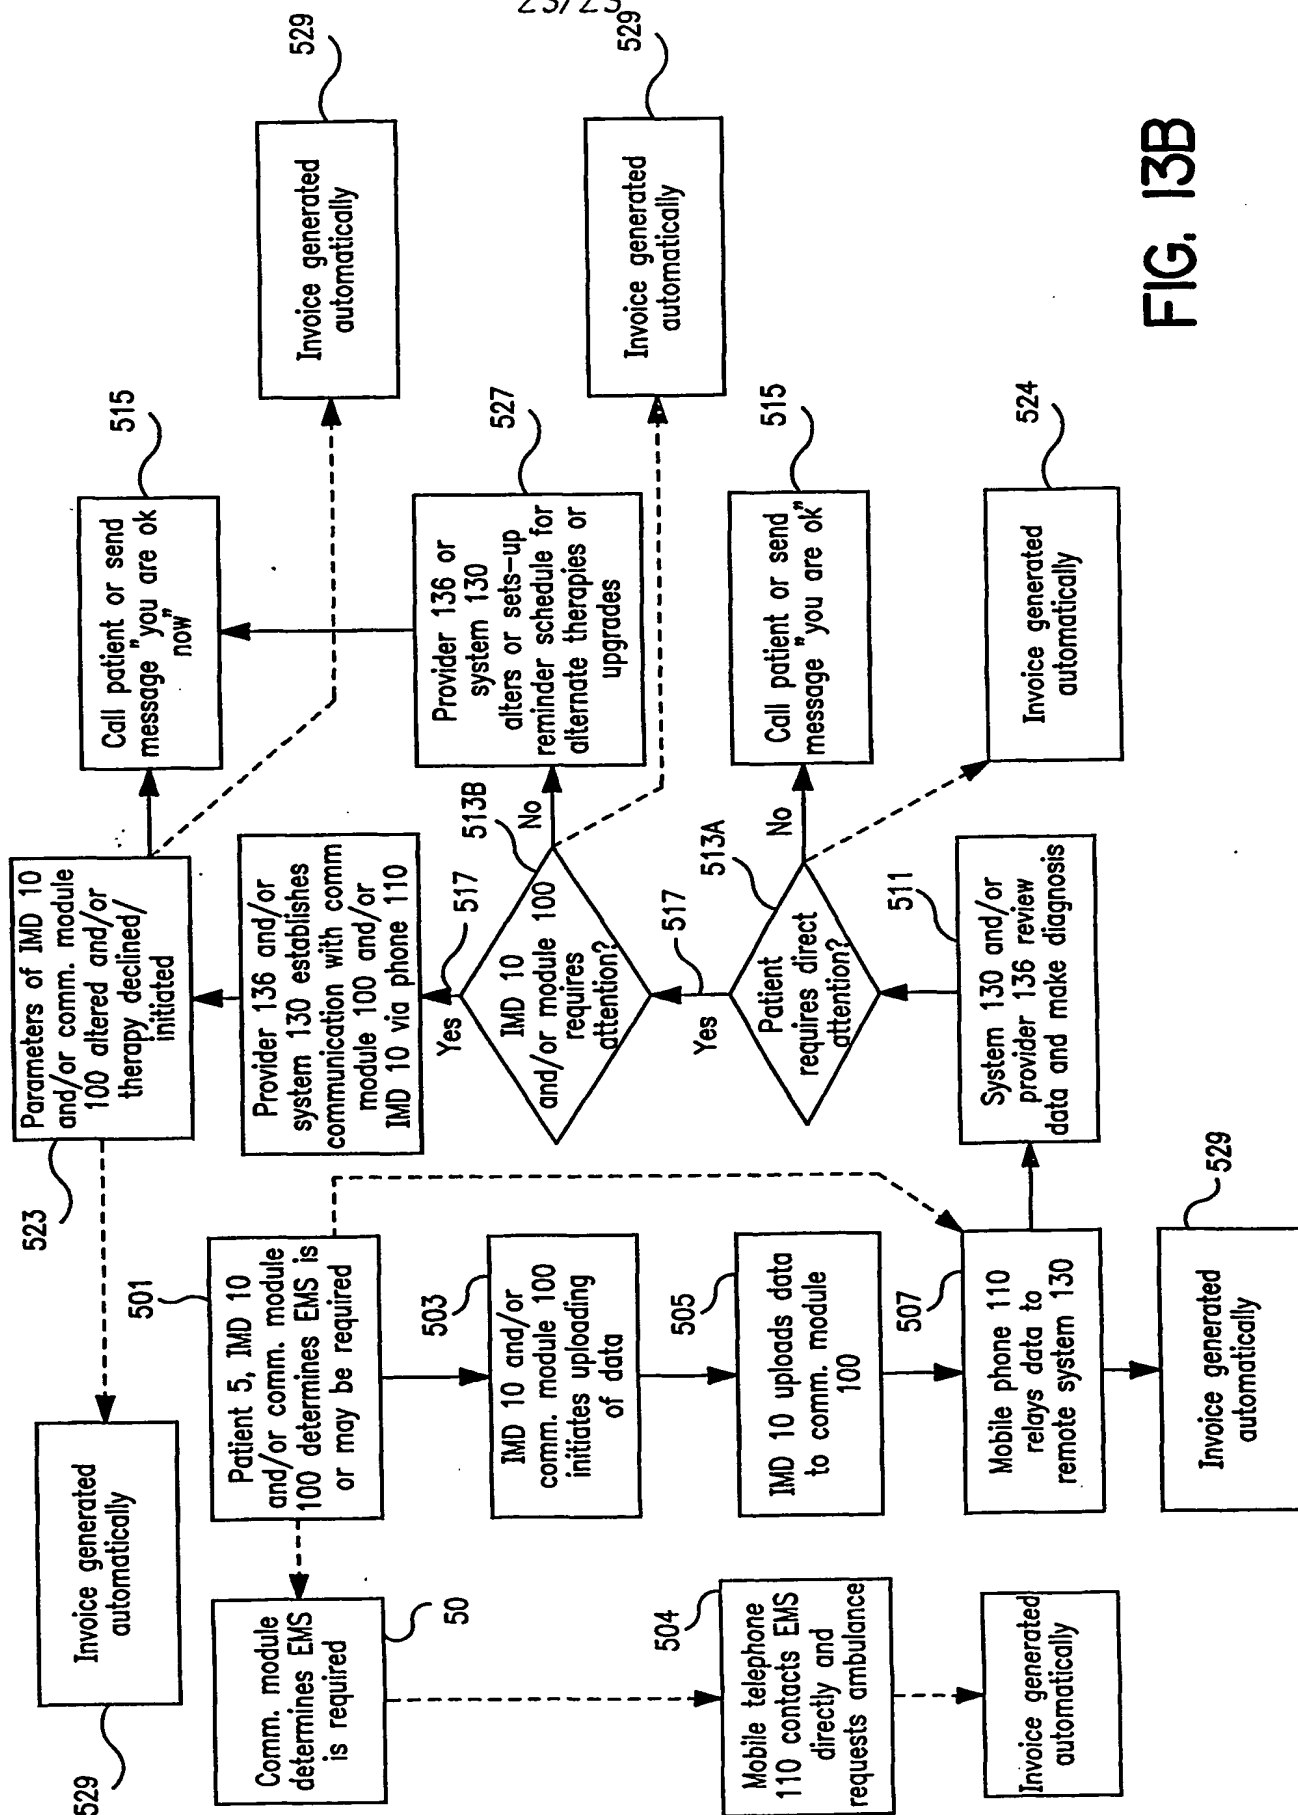 529
Invoice generated
automatically
523
Parameters of IMD 10
and/or comm. module
100 altered and/or
therapy declined/
initiated
Call patient or send
message "you are ok
now"
515
529
Comm. module
determines EMS
is required
50
501
Patient 5, IMD 10
and/or comm. module
100 determines EMS is
or may be required
Provider 136 and/or
system 130 establishes
communication with comm
module 100 and/or
IMD 10 via phone 110
Invoice generated
automatically
503
IMD 10 and/or
comm. module 100
initiates uploading
of data
Yes
517
513B
IMD 10
and/or module 100
requires
attention?
No
Provider 136 or
system 130
alters or sets-up
reminder schedule for
alternate therapies or
upgrades
527
529
Invoice generated
automatically
504
Mobile telephone
110 contacts EMS
directly and
requests ambulance
505
IMD 10 uploads data
to comm. module
100
Yes
517
513A
Patient
requires direct
attention?
No
Call patient or send
message "you are ok"
515
507
Mobile phone 110
relays data to
remote system 130
511
System 130 and/or
provider 136 review
data and make diagnosis
524
Invoice generated
automatically
Invoice generated
automatically
529
Invoice generated
automatically
FIG. 13B